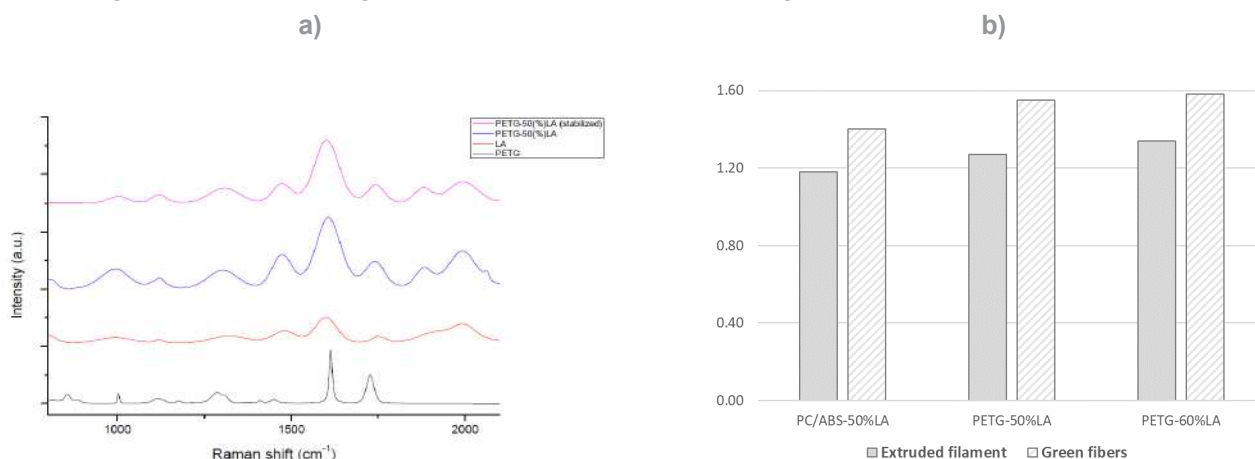 a)
b)
PETG-50(%)LA (stabilized)
PETG-50(%)LA
LA
PETG
Intensity (a.u.)
1000
1500
2000
Raman shift (cm⁻¹)
1.60
1.20
0.80
0.40
0.00
PC/ABS-50%LA
PETG-50%LA
PETG-60%LA
Extruded filament
Green fibers